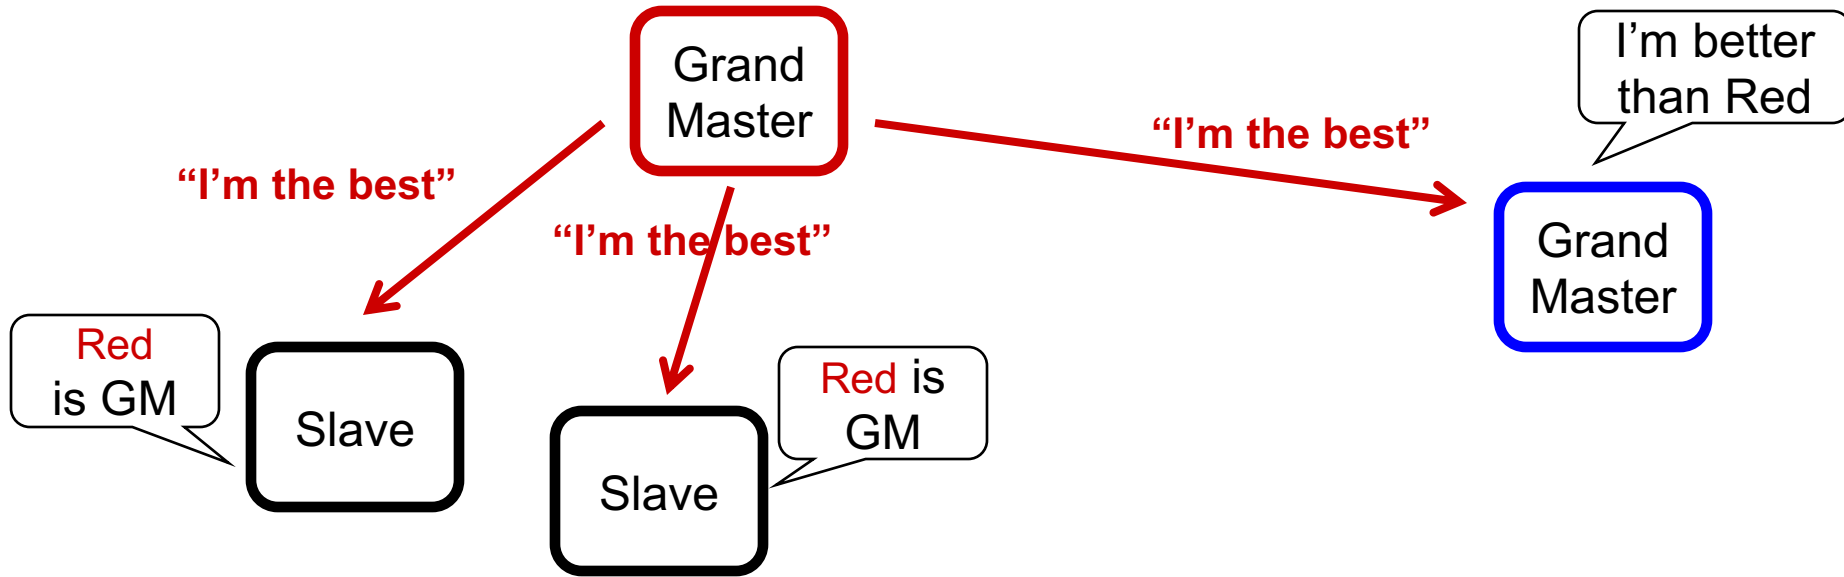 Grand
Master
I’m better
than Red
“I’m the best”
“I’m the best”
“I’m the best”
Grand
Master
Red
is GM
Slave
Red is
GM
Slave